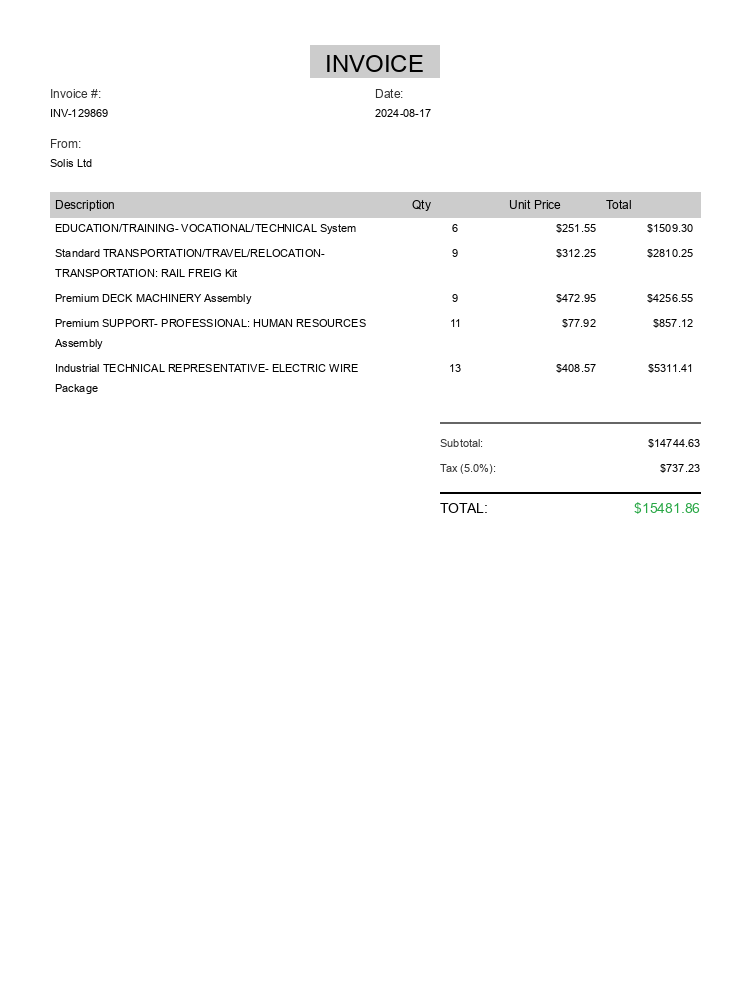 INVOICE
Invoice #: Date:
INV-129869 2024-08-17
From:
Solis Ltd
Description Qty Unit Price Total
EDUCATION/TRAINING- VOCATIONAL/TECHNICAL System 6 $251.55 $1509.30
Standard TRANSPORTATION/TRAVEL/RELOCATION- 9 $312.25 $2810.25
TRANSPORTATION: RAIL FREIG Kit
Premium DECK MACHINERY Assembly 9 $472.95 $4256.55
Premium SUPPORT- PROFESSIONAL: HUMAN RESOURCES 11 $77.92 $857.12
Assembly
Industrial TECHNICAL REPRESENTATIVE- ELECTRIC WIRE 13 $408.57 $5311.41
Package
Subtotal: $14744.63
Tax (5.0%): $737.23
TOTAL: $15481.86